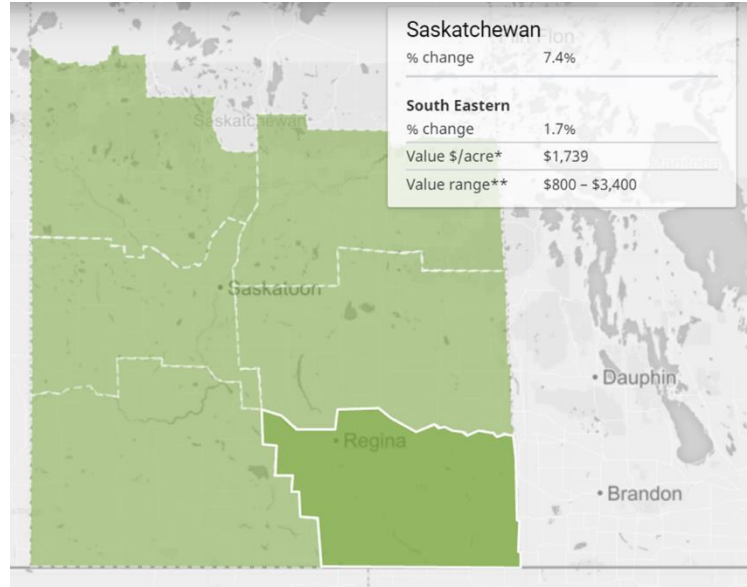 Saskatchewan
% change 7.4%
South Eastern
% change 1.7%
Value $/acre* $1,739
Value range** $800 – $3,400
Saskatchewan
Saskatoon
Dauphin
Regina
Brandon